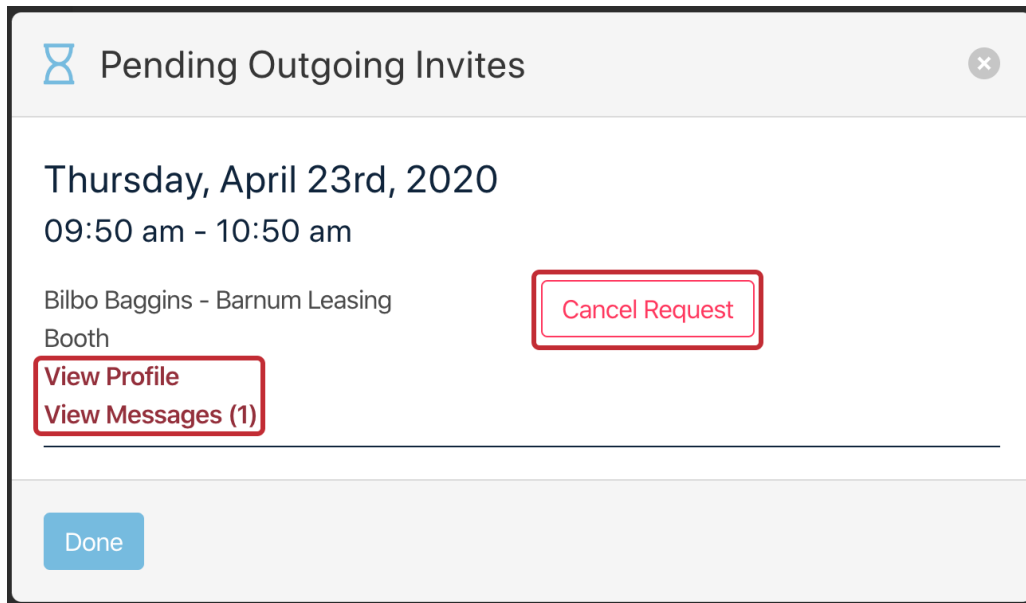 Pending Outgoing Invites
Thursday, April 23rd, 2020
09:50 am - 10:50 am
Bilbo Baggins - Barnum Leasing
Booth
Cancel Request
View Profile
View Messages (1)
Done